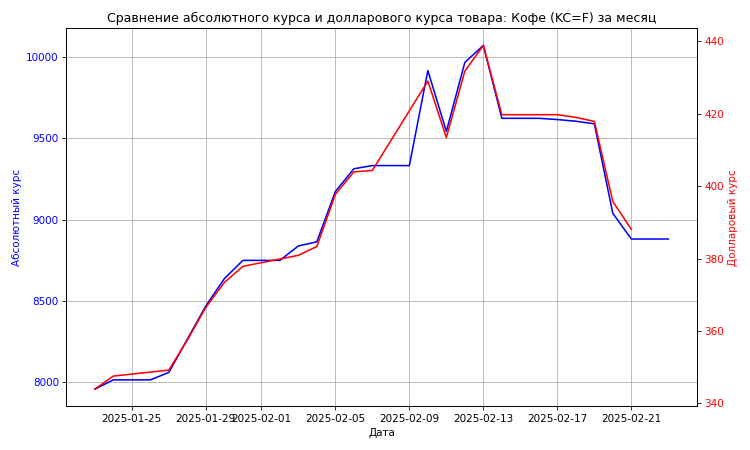 Сравнение абсолютного курса и долларового курса товара: Кофе (KC=F) за месяц
Абсолютный курс
10000
9500
9000
8500
8000
440
420
400
380
360
340
Долларовый курс
2025-01-25 2025-01-29 2025-02-01 2025-02-05 2025-02-09 2025-02-13 2025-02-17 2025-02-21
Дата